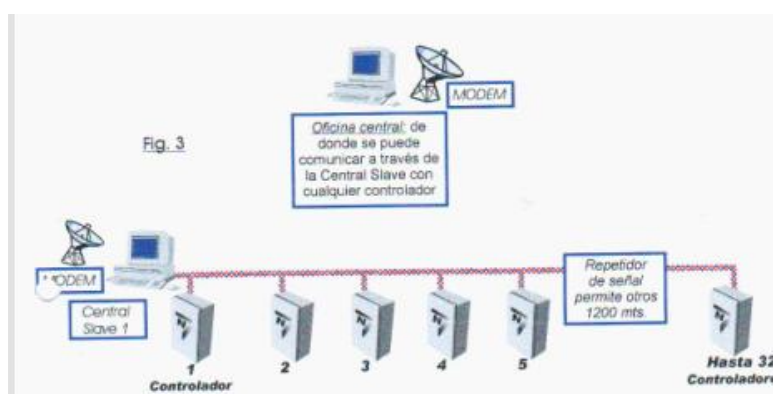 MODEM
Oficina central: de
donde se puede
comunicar a través de
la Central Slave con
cualquier controlador
Fig. 3
MODEM
Central
Slave 1
Repetidor
de señal
permite otros
1200 mts.
1
Controlador
2
3
4
5
Hasta 32
Controladore